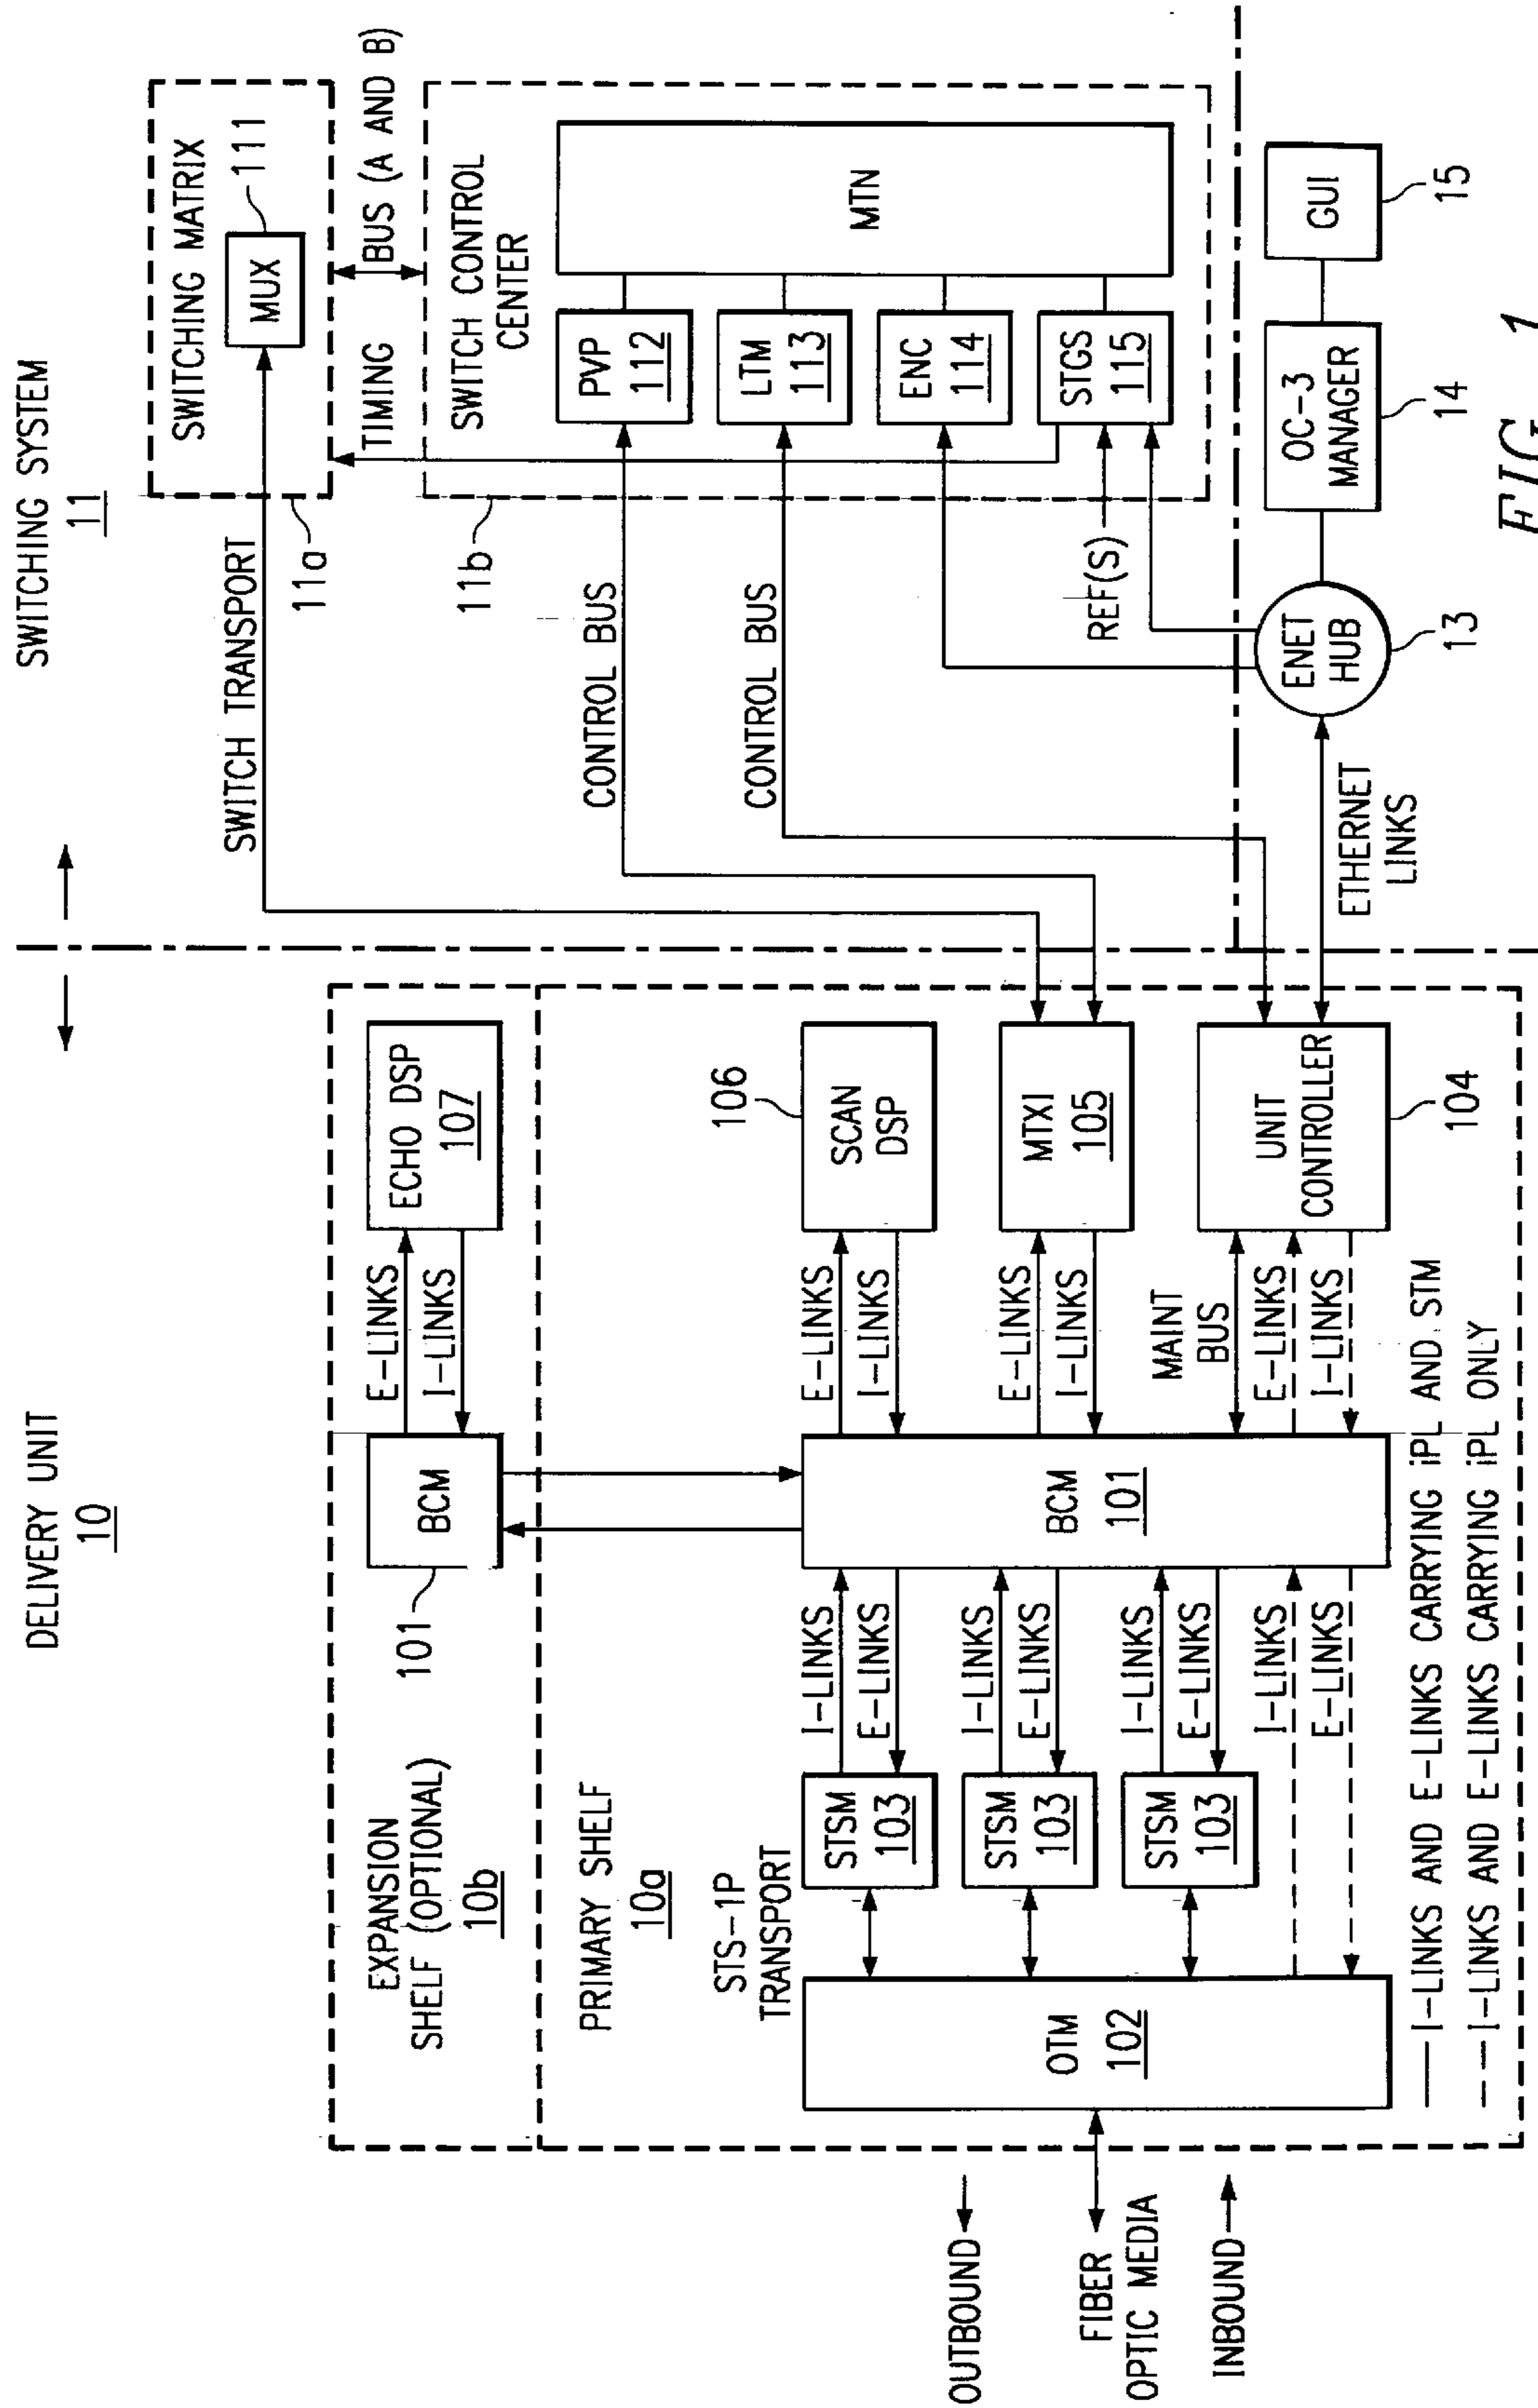 DELIVERY UNIT
10
SWITCHING SYSTEM
11
EXPANSION
SHELF (OPTIONAL)
10b
BCM
101
E-LINKS
I-LINKS
ECHO DSP
107
PRIMARY SHELF
10a
STS-1P
TRANSPORT
OUTBOUND
FIBER
OPTIC MEDIA
INBOUND
OTM
102
STSM
103
STSM
103
STSM
103
I-LINKS
E-LINKS
I-LINKS
E-LINKS
I-LINKS
E-LINKS
I-LINKS
E-LINKS
BCM
101
E-LINKS
I-LINKS
E-LINKS
I-LINKS
MAINT
BUS
E-LINKS
I-LINKS
106
SCAN
DSP
MTXI
105
UNIT
CONTROLLER
104
I-LINKS AND E-LINKS CARRYING iPL AND STM
I-LINKS AND E-LINKS CARRYING iPL ONLY
SWITCH TRANSPORT
CONTROL BUS
CONTROL BUS
ETHERNET
LINKS
SWITCHING MATRIX
MUX
111
11a
TIMING
BUS (A AND B)
11b
SWITCH CONTROL
CENTER
PVP
112
LTM
113
ENC
114
STGS
115
MTN
REF(S)
ENET
HUB
13
OC-3
MANAGER
14
GUI
15
FIG. 1